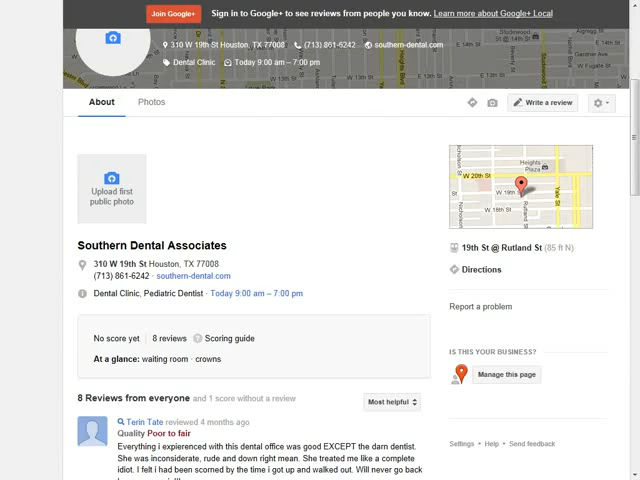 Join Google+
Sign in to Google+ to see reviews from people you know. Learn more about Google+ Local
310 W 19th St Houston, TX 77008
(713) 861-6242
southern-dental.com
Dental Clinic
Today 9:00 am – 7:00 pm
About
Photos
Write a review
Upload first
public photo
Heights
Plaza
W 20th St
W 19th St
W 18th St
Rutland St
Yale St
Southern Dental Associates
310 W 19th St Houston, TX 77008
(713) 861-6242 · southern-dental.com
Dental Clinic, Pediatric Dentist · Today 9:00 am – 7:00 pm
19th St @ Rutland St (85 ft N)
Directions
Report a problem
No score yet
8 reviews
Scoring guide
At a glance: waiting room · crowns
IS THIS YOUR BUSINESS?
Manage this page
8 Reviews from everyone and 1 score without a review
Most helpful
Terin Tate reviewed 4 months ago
Quality Poor to fair
Everything i expierenced with this dental office was good EXCEPT the darn dentist.
She was inconsiderate, rude and down right mean. She treated me like a complete
idiot. I felt i had been scorned by the time i got up and walked out. Will never go back
Settings • Help • Send feedback